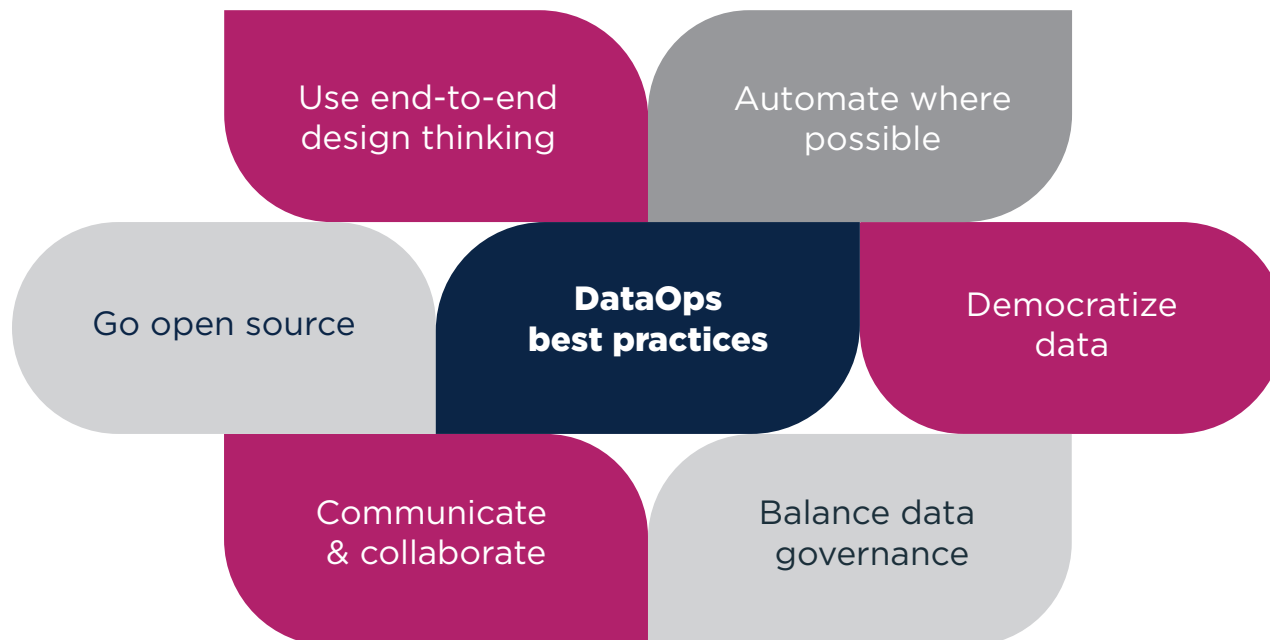 Use end-to-end
design thinking
Automate where
possible
Go open source
DataOps
best practices
Democratize
data
Communicate
& collaborate
Balance data
governance